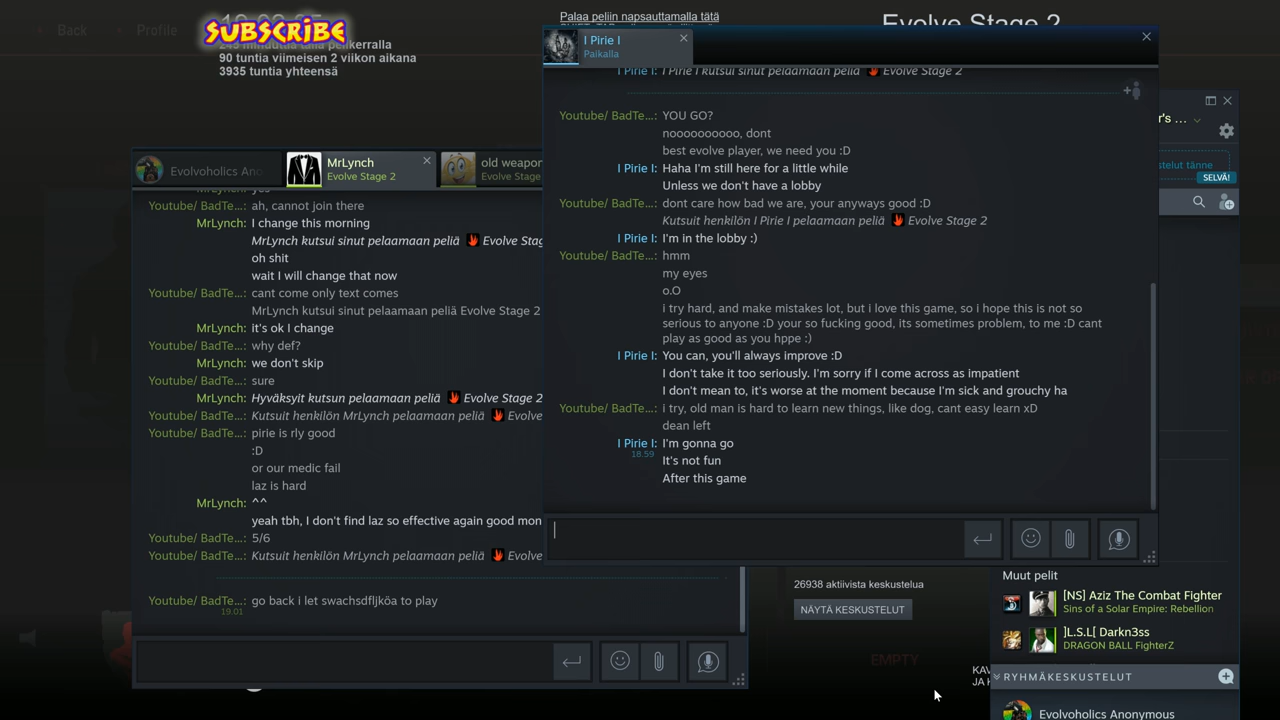 Back
Profile
SUBSCRIBE
245 minuuttia tällä pelikerralla
90 tuntia viimeisen 2 viikon aikana
3935 tuntia yhteensä
Palaa peliin napsauttamalla tätä
Evolve Stage 2
Evolvoholics Ano
MrLynch
Evolve Stage 2
old weapon
Evolve Stage
Youtube/ BadTe...: ah, cannot join there
MrLynch: I change this morning
MrLynch kutsui sinut pelaamaan peliä Evolve Stag
oh shit
wait I will change that now
Youtube/ BadTe...: cant come only text comes
MrLynch kutsui sinut pelaamaan peliä Evolve Stage 2
MrLynch: it's ok I change
Youtube/ BadTe...: why def?
MrLynch: we don't skip
Youtube/ BadTe...: sure
MrLynch: Hyväksyit kutsun pelaamaan peliä Evolve Stage 2
Youtube/ BadTe...: Kutsuit henkilön MrLynch pelaamaan peliä Evolve
Youtube/ BadTe...: pirie is rly good
:D
or our medic fail
laz is hard
MrLynch: ^^
yeah tbh, I don't find laz so effective again good mon
Youtube/ BadTe...: 5/6
Youtube/ BadTe...: Kutsuit henkilön MrLynch pelaamaan peliä Evolve
Youtube/ BadTe...: go back i let swachsdfljköa to play
19.01
I Pirie I
Paikalla
I Pirie I: I Pirie I kutsui sinut pelaamaan peliä Evolve Stage 2
Youtube/ BadTe...: YOU GO?
noooooooooo, dont
best evolve player, we need you :D
I Pirie I: Haha I'm still here for a little while
Unless we don't have a lobby
Youtube/ BadTe...: dont care how bad we are, your anyways good :D
Kutsuit henkilön I Pirie I pelaamaan peliä Evolve Stage 2
I Pirie I: I'm in the lobby :)
Youtube/ BadTe...: hmm
my eyes
o.O
i try hard, and make mistakes lot, but i love this game, so i hope this is not so
serious to anyone :D your so fucking good, its sometimes problem, to me :D cant
play as good as you hppe :)
I Pirie I: You can, you'll always improve :D
I don't take it too seriously. I'm sorry if I come across as impatient
I don't mean to, it's worse at the moment because I'm sick and grouchy ha
Youtube/ BadTe...: i try, old man is hard to learn new things, like dog, cant easy learn xD
dean left
I Pirie I: I'm gonna go
18.59
It's not fun
After this game
r's ...
stelut tänne
SELVÄ!
26938 aktiivista keskustelua
NÄYTÄ KESKUSTELUT
EMPTY
KAV
JA K
Muut pelit
[NS] Aziz The Combat Fighter
Sins of a Solar Empire: Rebellion
]L.S.L[ Darkn3ss
DRAGON BALL FighterZ
RYHMÄKESKUSTELUT
Evolvoholics Anonymous